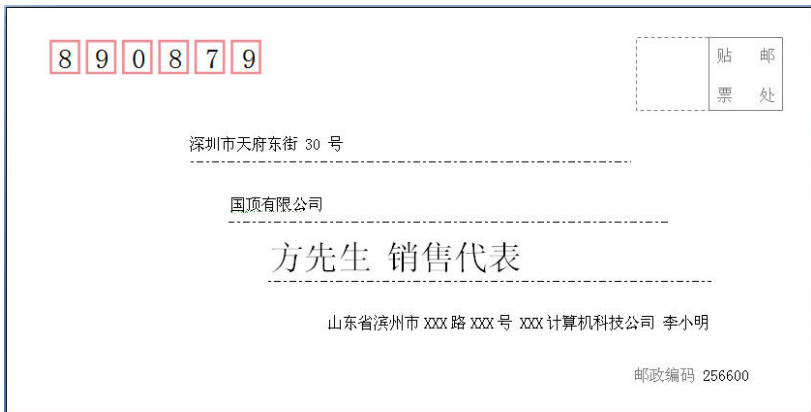 890879
贴 邮
票 处
深圳市天府东街 30 号
国顶有限公司
方先生 销售代表
山东省滨州市 XXX 路 XXX 号 XXX 计算机科技公司 李小明
邮政编码 256600